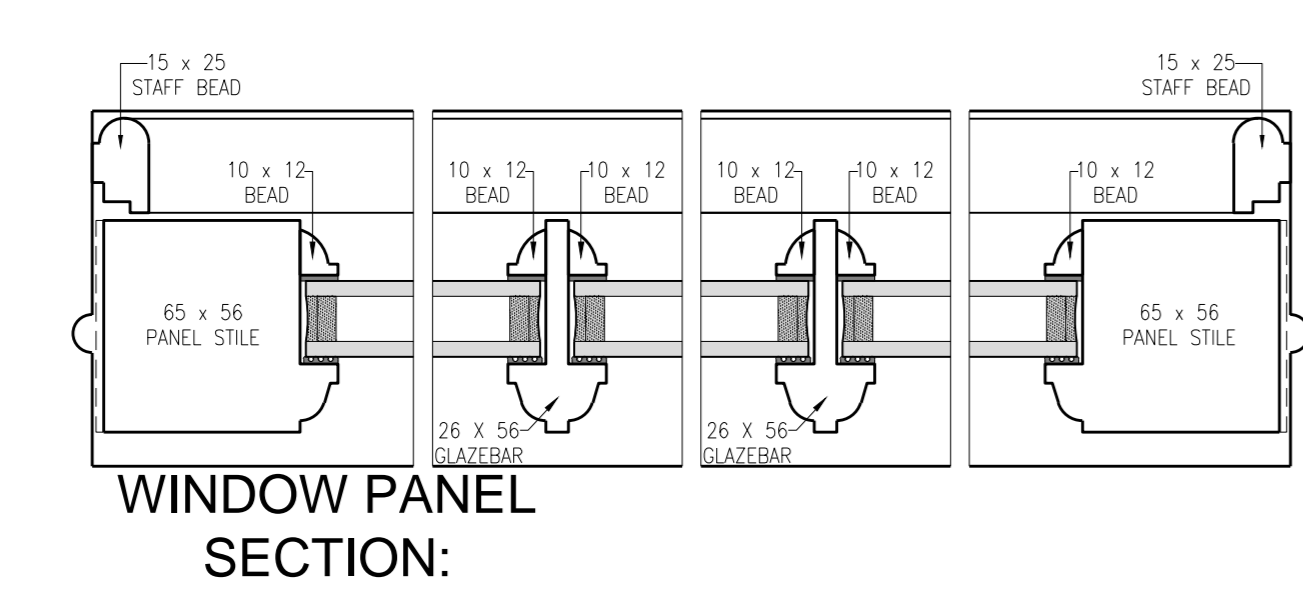 15 x 25
STAFF BEAD
15 x 25
STAFF BEAD
10 x 12
BEAD
10 x 12
BEAD
10 x 12
BEAD
10 x 12
BEAD
10 x 12
BEAD
10 x 12
BEAD
65 x 56
PANEL STILE
65 x 56
PANEL STILE
26 X 56
GLAZEBAR
26 X 56
GLAZEBAR
WINDOW PANEL
SECTION: